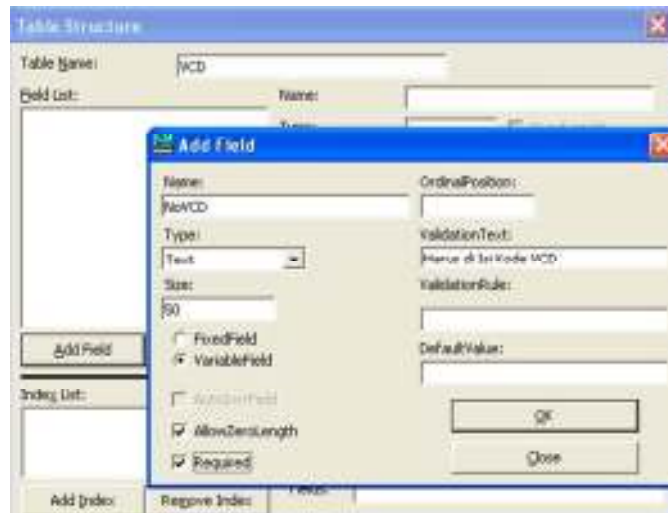 Table Structure
Table Name:
VCD
Field List:
Name:
Add Field
Name:
NoVCD
OrdinalPosition:
Type:
Text
ValidationText:
Harus di Isi Kode VCD
Size:
50
ValidationRule:
FixedField
VariableField
DefaultValue:
AllowZeroLength
Required
OK
Close
Add Field
Index List:
Add Index
Remove Index